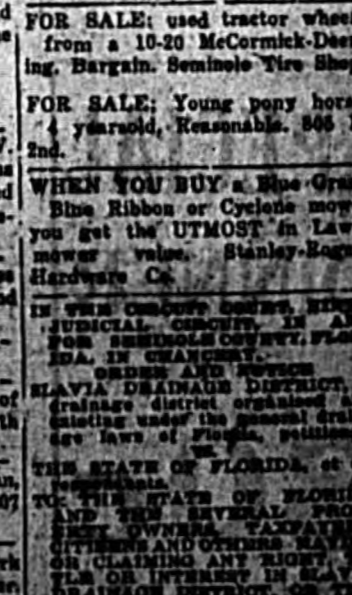 FOR SALE: used tractor whee
from a 10-20 McCormick-Deer
ing. Bargain. Seminole Tire Sho
FOR SALE: Young pony hors
4 yearsold, Reasonable. 805
2nd.
WHEN YOU BUY a Blue Gra
Blue Ribbon or Cyclone mow
you get the UTMOST in Law
mower value. Stanley-Roge
Hardware Co.
IN THE CIRCUIT COURT,
JUDICIAL CIRCUIT, IN A
FOR SEMINOLE COUNTY, FLO
IDA, IN CHANCERY.
ORDER AND NOTICE
SLAVIA DRAINAGE DISTRICT,
drainage district organized a
existing under the general drai
age laws of Florida, petitione
vs.
THE STATE OF FLORIDA, et
respondents.
TO: THE STATE OF FLORI
AND THE SEVERAL PRO
ERTY OWNERS, TAXPAYE
CITIZENS AND OTHERS HAV
OR CLAIMING ANY RIGHT,
TLE OR INTEREST IN SLAV
DRAINAGE DISTRICT, OR T